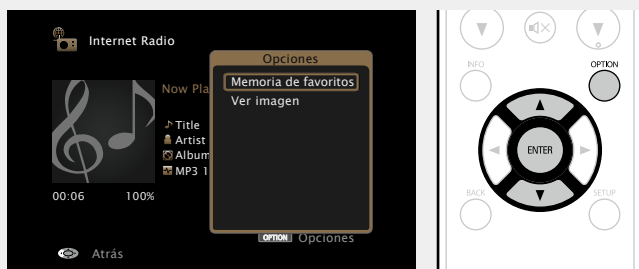 Internet Radio
Opciones
Now Pla
Memoria de favoritos
Ver imagen
Title
Artist
Album
MP3 1
00:06 100%
OPTION Opciones
Atrás
INFO OPTION
ENTER
BACK SETUP